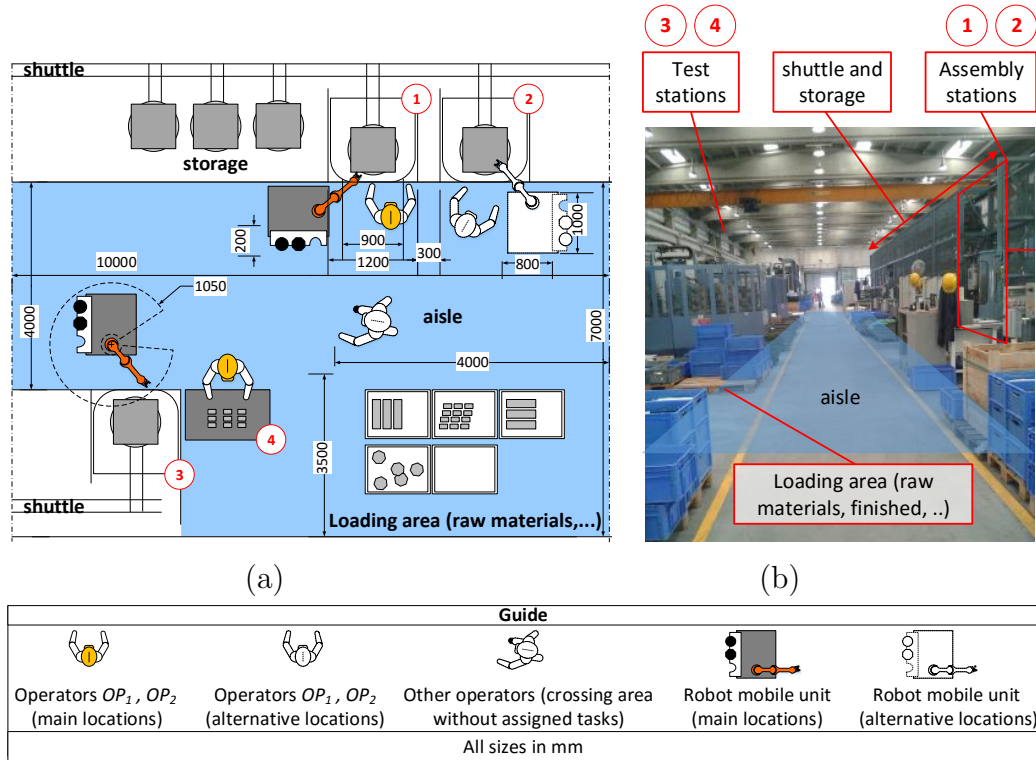 shuttle
1
2
storage
200
900
1200
300
1000
800
10000
1050
4000
aisle
7000
4000
3500
4
3
shuttle
Loading area (raw materials,...)
(a)
3
4
1
2
Test
stations
shuttle and
storage
Assembly
stations
aisle
Loading area (raw
materials, finished, ..)
(b)
Guide
Operators OP1 , OP2
(main locations)
Operators OP1 , OP2
(alternative locations)
Other operators (crossing area
without assigned tasks)
Robot mobile unit
(main locations)
Robot mobile unit
(alternative locations)
All sizes in mm